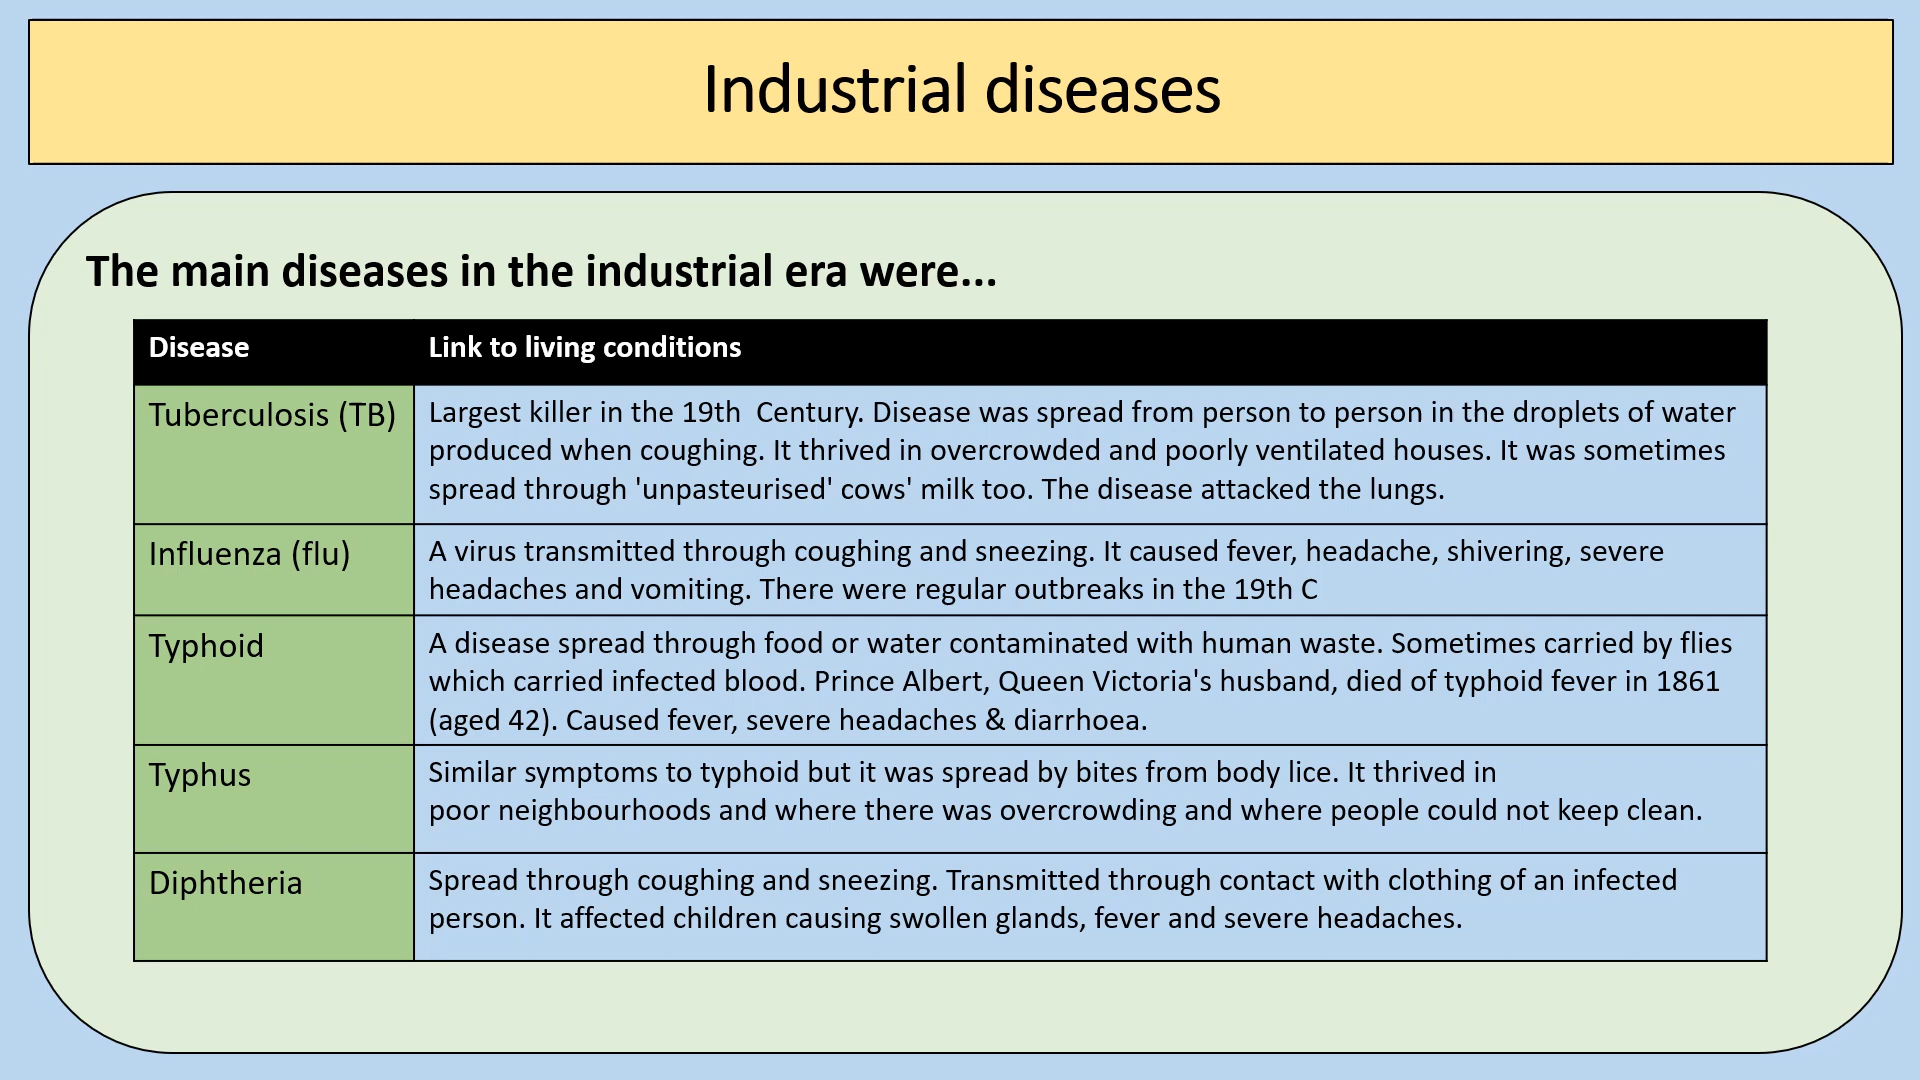 Industrial diseases
The main diseases in the industrial era were...
Disease
Link to living conditions
Tuberculosis (TB)
Largest killer in the 19th  Century. Disease was spread from person to person in the droplets of water
produced when coughing. It thrived in overcrowded and poorly ventilated houses. It was sometimes
spread through 'unpasteurised' cows' milk too. The disease attacked the lungs.
Influenza (flu)
A virus transmitted through coughing and sneezing. It caused fever, headache, shivering, severe
headaches and vomiting. There were regular outbreaks in the 19th C
Typhoid
A disease spread through food or water contaminated with human waste. Sometimes carried by flies
which carried infected blood. Prince Albert, Queen Victoria's husband, died of typhoid fever in 1861
(aged 42). Caused fever, severe headaches & diarrhoea.
Typhus
Similar symptoms to typhoid but it was spread by bites from body lice. It thrived in
poor neighbourhoods and where there was overcrowding and where people could not keep clean.
Diphtheria
Spread through coughing and sneezing. Transmitted through contact with clothing of an infected
person. It affected children causing swollen glands, fever and severe headaches.